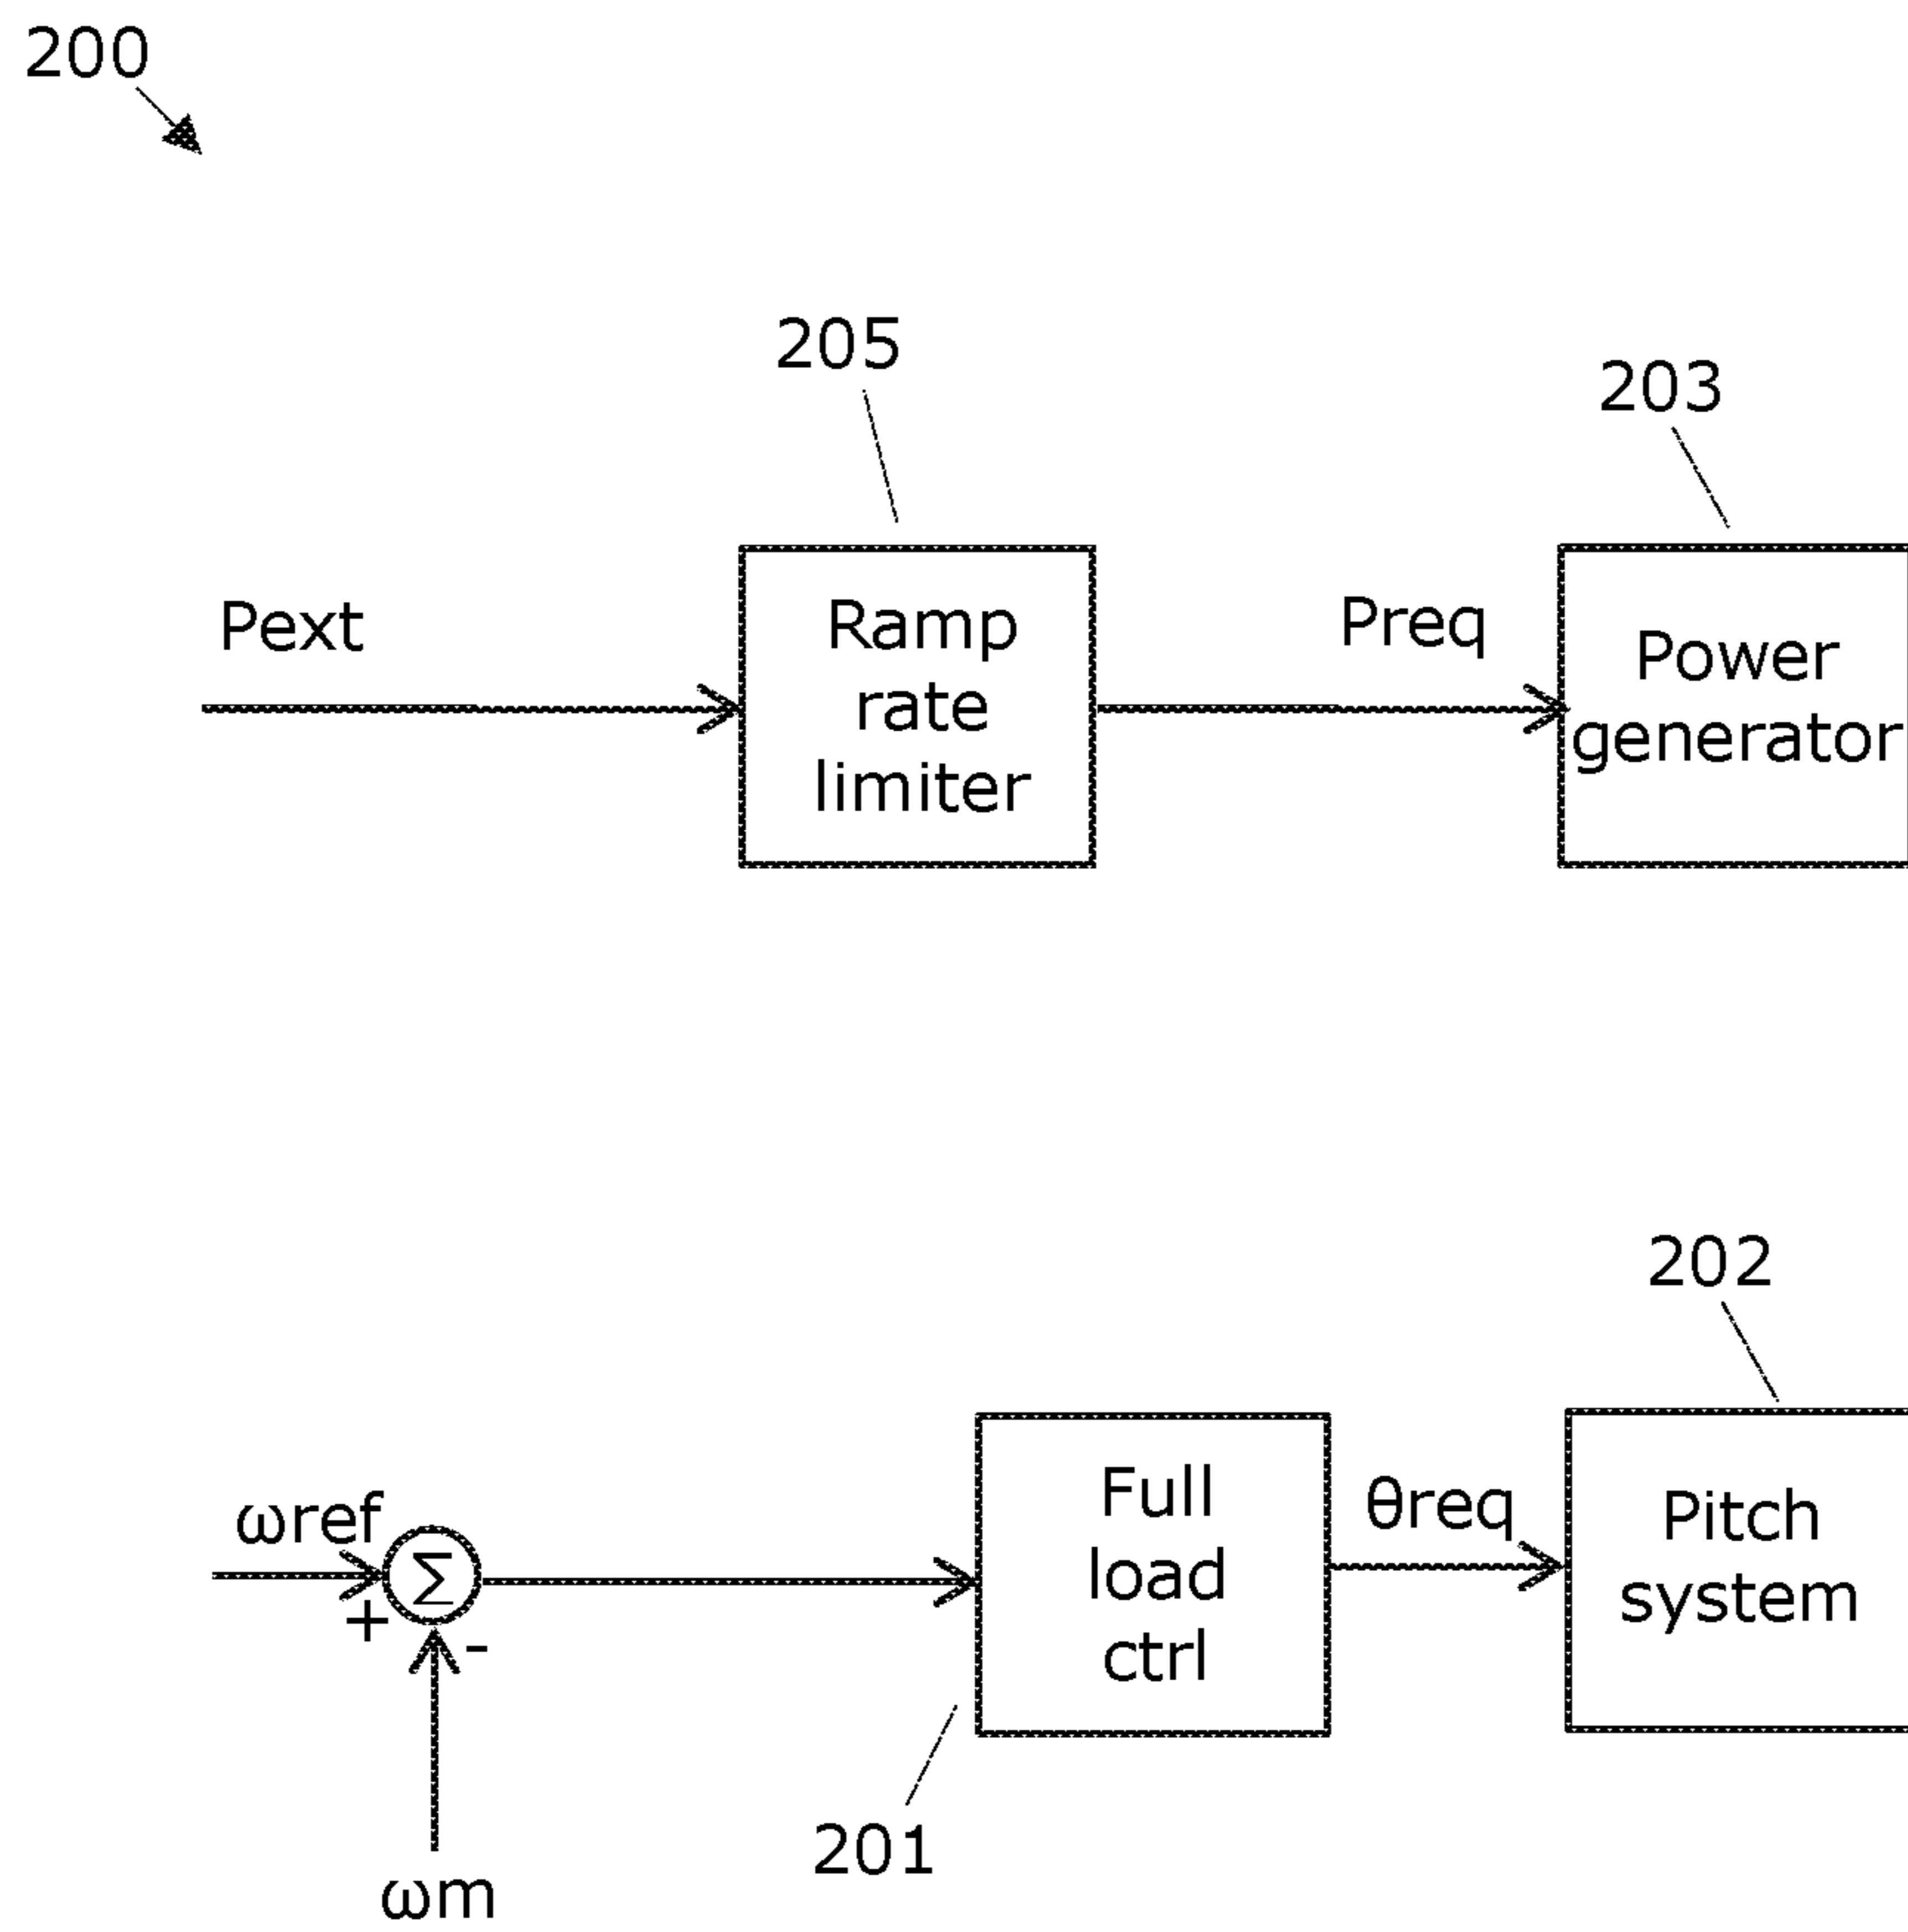 200
205
203
Pext
Ramp
rate
limiter
Preq
Power
generator
202
ωref
+
Σ
-
ωm
Full
load
ctrl
θreq
Pitch
system
201